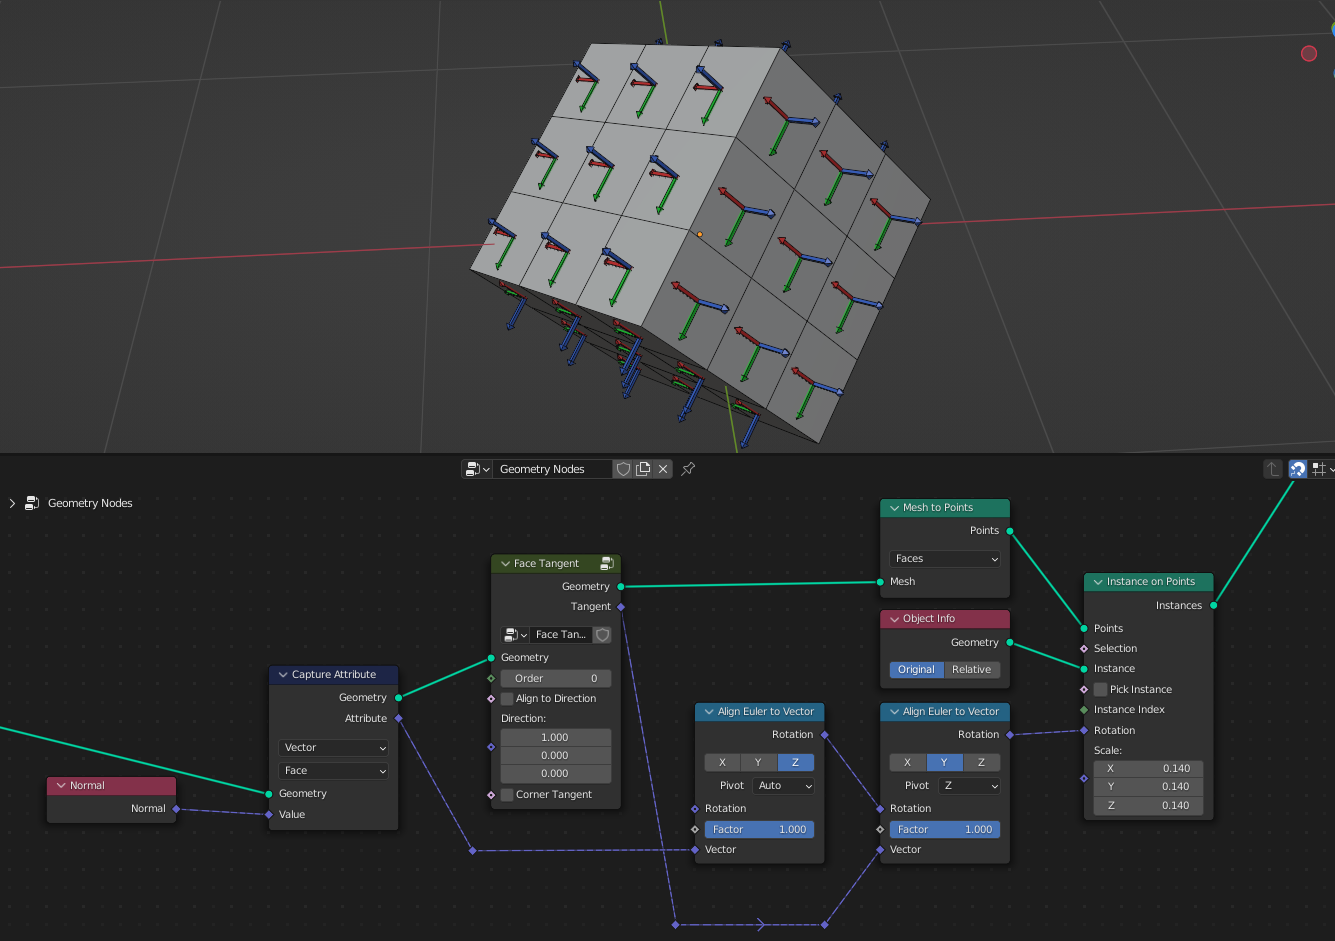 Geometry Nodes
Geometry Nodes
Normal
Normal
Capture Attribute
Geometry
Attribute
Vector
Face
Geometry
Value
Face Tangent
Geometry
Tangent
Face Tan...
Geometry
Order 0
Align to Direction
Direction:
1.000
0.000
0.000
Corner Tangent
Align Euler to Vector
Rotation
X Y Z
Pivot Auto
Rotation
Factor 1.000
Vector
Mesh to Points
Points
Faces
Mesh
Object Info
Geometry
Original Relative
Align Euler to Vector
Rotation
X Y Z
Pivot Z
Rotation
Factor 1.000
Vector
Instance on Points
Instances
Points
Selection
Instance
Pick Instance
Instance Index
Rotation
Scale:
X 0.140
Y 0.140
Z 0.140